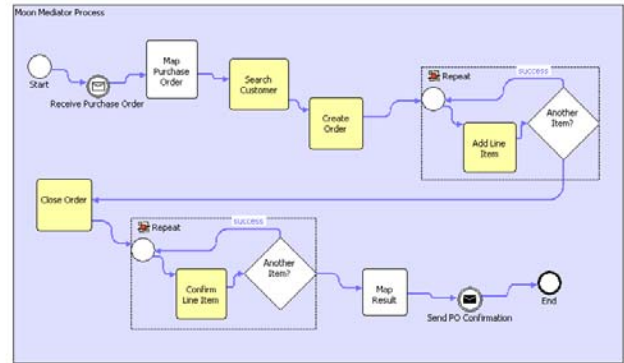 Moon Mediator Process
Start
Receive Purchase Order
Map
Purchase
Order
Search
Customer
Create
Order
Repeat
success
Add Line
Item
Another
Item?
Close Order
Repeat
success
Confirm
Line Item
Another
Item?
Map
Result
Send PO Confirmation
End